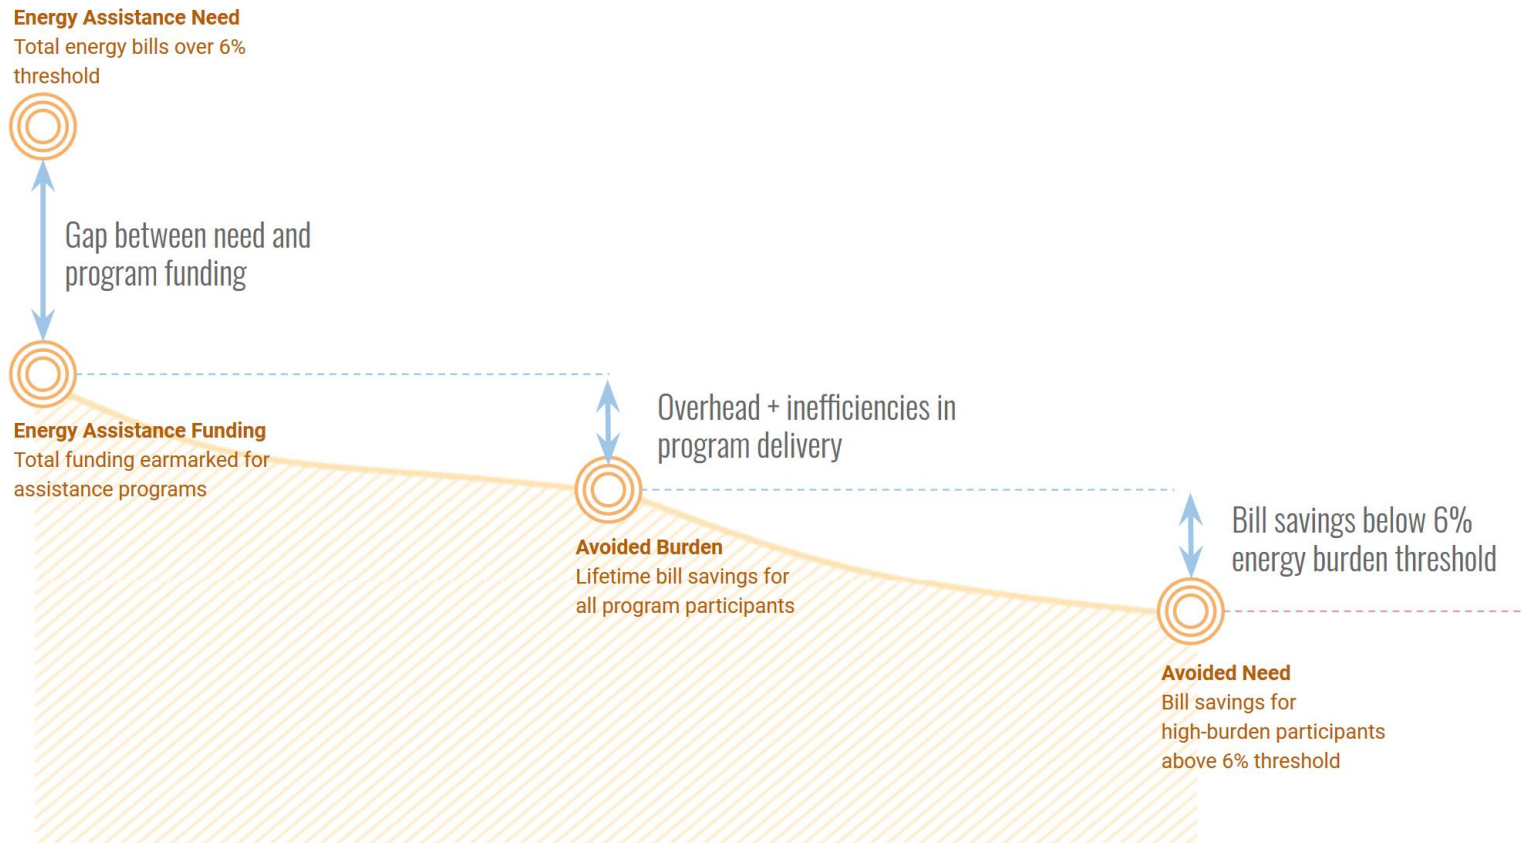 Energy Assistance Need
Total energy bills over 6%
threshold
Gap between need and
program funding
Energy Assistance Funding
Total funding earmarked for
assistance programs
Overhead + inefficiencies in
program delivery
Avoided Burden
Lifetime bill savings for
all program participants
Bill savings below 6%
energy burden threshold
Avoided Need
Bill savings for
high-burden participants
above 6% threshold